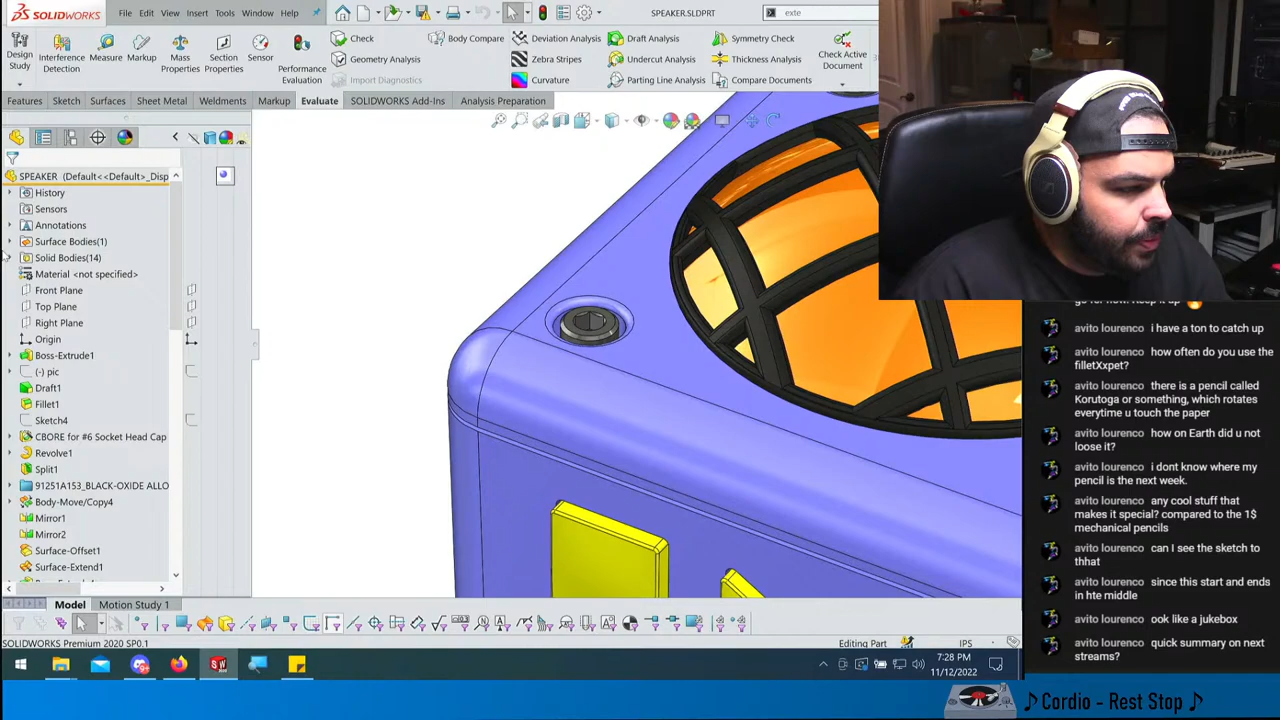 SOLIDWORKS
File Edit View Insert Tools Window Help
SPEAKER.SLDPRT
exte
Design Study
Interference Detection
Measure
Markup
Mass Properties
Section Properties
Sensor
Performance Evaluation
Check
Geometry Analysis
Import Diagnostics
Body Compare
Deviation Analysis
Zebra Stripes
Curvature
Draft Analysis
Undercut Analysis
Parting Line Analysis
Symmetry Check
Thickness Analysis
Compare Documents
Check Active Document
Features Sketch Surfaces Sheet Metal Weldments Markup Evaluate SOLIDWORKS Add-Ins Analysis Preparation
SPEAKER (Default<<Default>_Disp
History
Sensors
Annotations
Surface Bodies(1)
Solid Bodies(14)
Material <not specified>
Front Plane
Top Plane
Right Plane
Origin
Boss-Extrude1
(-) pic
Draft1
Fillet1
Sketch4
CBORE for #6 Socket Head Cap
Revolve1
Split1
91251A153_BLACK-OXIDE ALLO
Body-Move/Copy4
Mirror1
Mirror2
Surface-Offset1
Surface-Extend1
Model Motion Study 1
SOLIDWORKS Premium 2020 SP0.1
Editing Part
IPS
7:28 PM
11/12/2022
go for now. Keep it up
avito lourenco i have a ton to catch up
avito lourenco how often do you use the
filletXxpet?
avito lourenco there is a pencil called
Korutoga or something, which rotates
everytime u touch the paper
avito lourenco how on Earth did u not
loose it?
avito lourenco i dont know where my
pencil is the next week.
avito lourenco any cool stuff that
makes it special? compared to the 1$
mechanical pencils
avito lourenco can I see the sketch to
thhat
avito lourenco since this start and ends
in hte middle
avito lourenco ook like a jukebox
avito lourenco quick summary on next
streams?
♪ Cordio - Rest Stop ♪